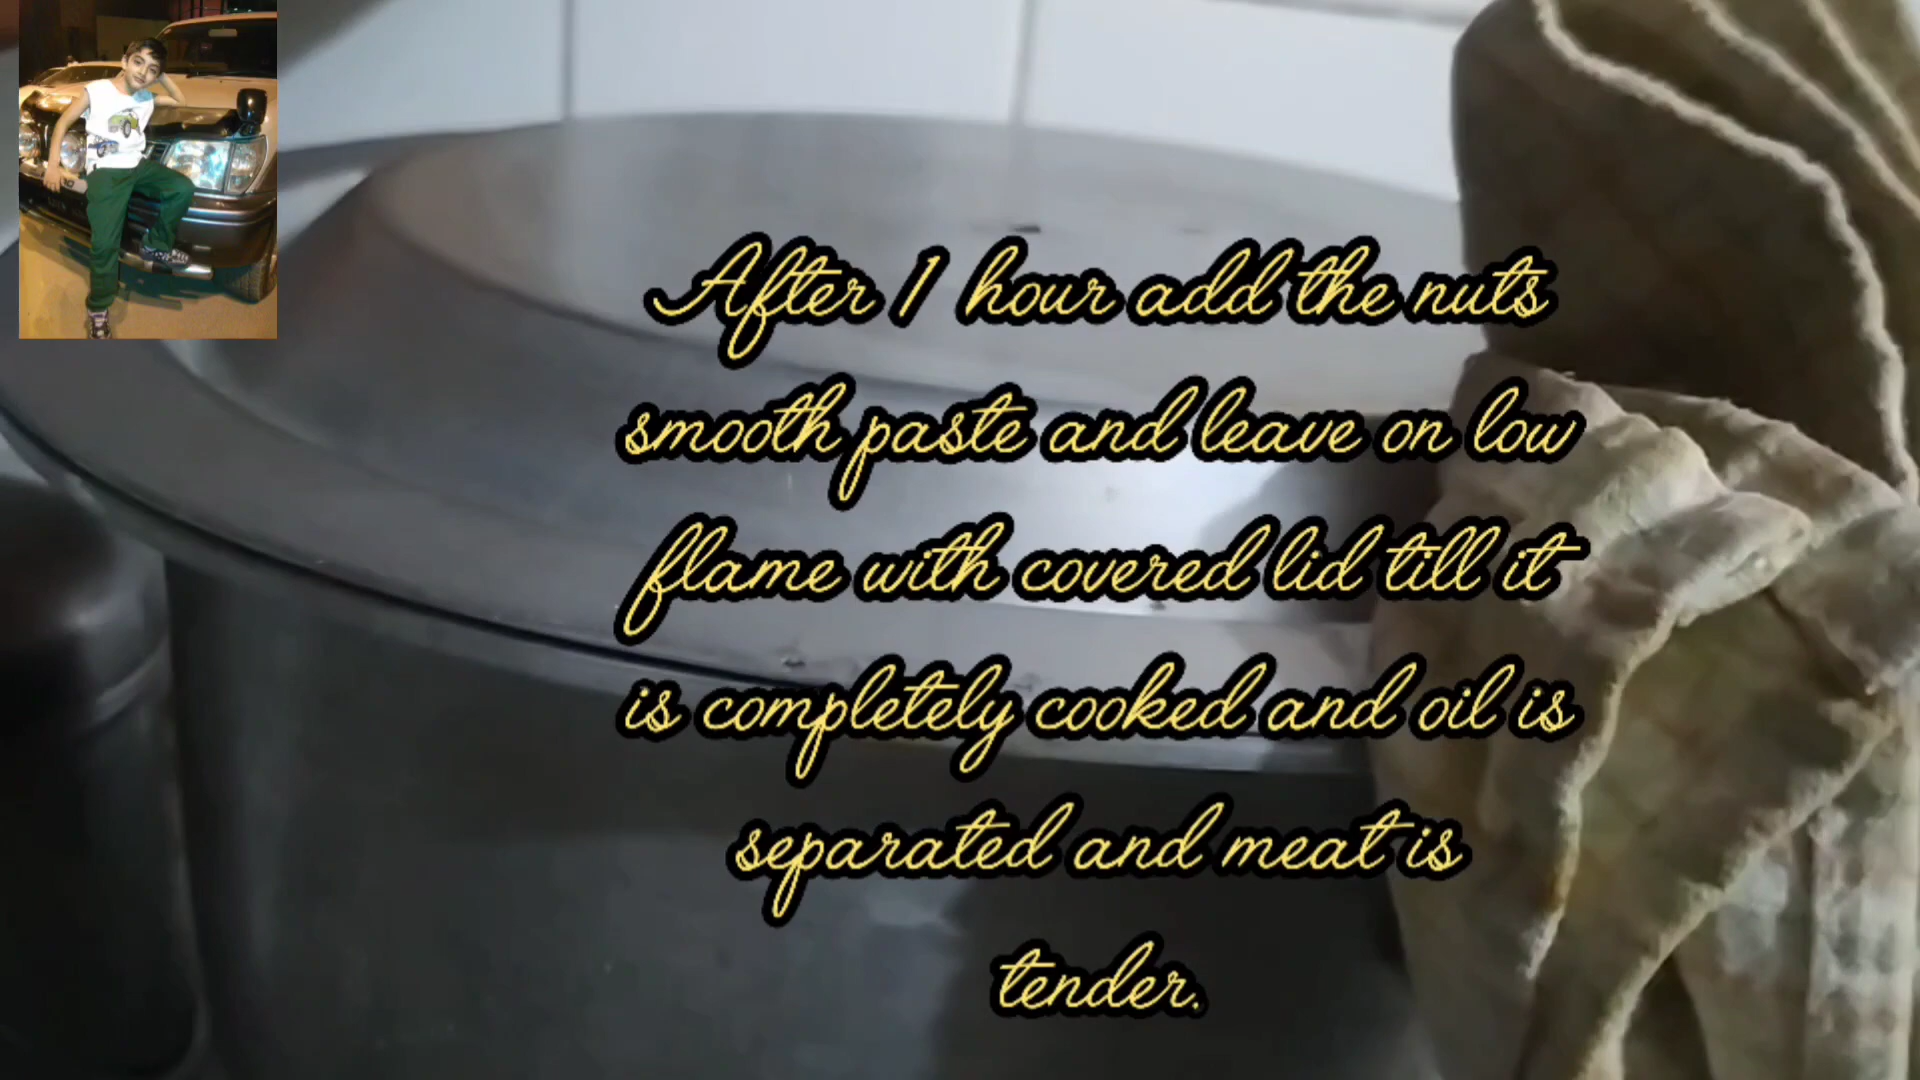 After 1 hour add the nuts
smooth paste and leave on low
flame with covered lid till it
is completely cooked and oil is
separated and meat is
tender.